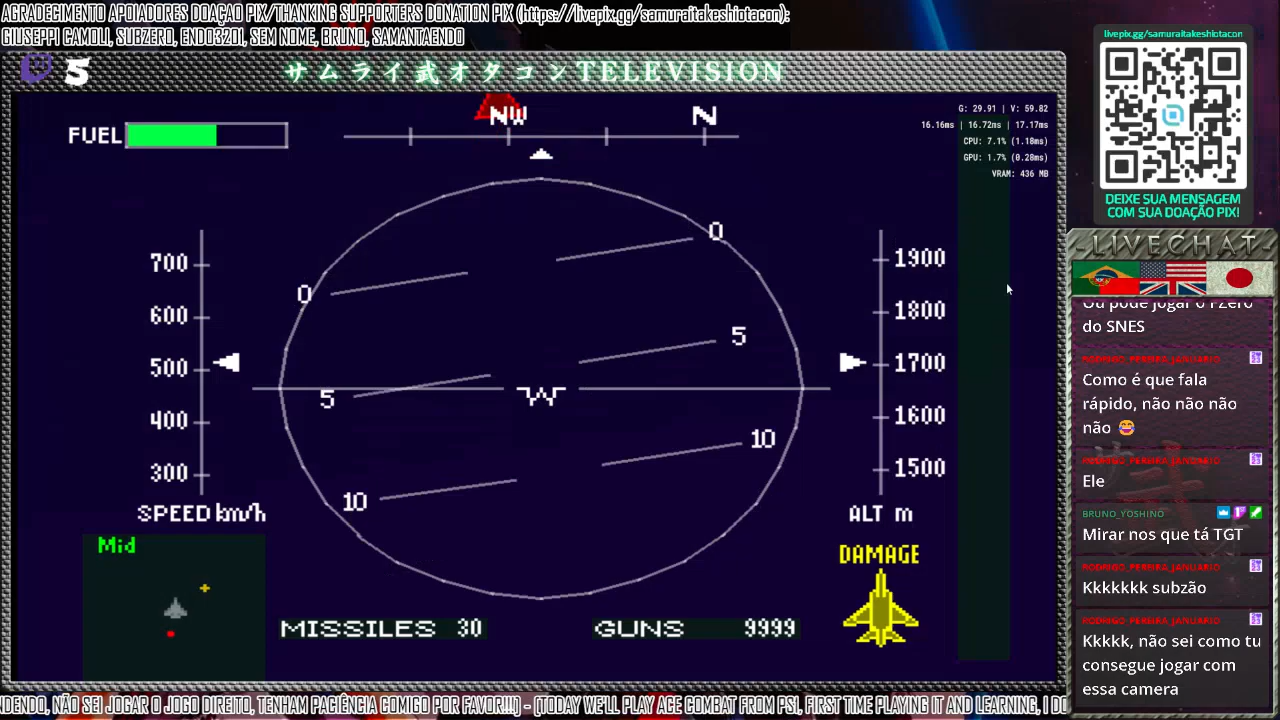 AGRADECIMENTO APOIADORES DOAÇÃO PIX/THANKING SUPPORTERS DONATION PIX (https://livepix.gg/samuraitakeshiotacon):
GIUSEPPI CAMOLI, SUBZERO, ENDO3201, SEM NOME, BRUNO, SAMANTAENDO
livepix.gg/samuraitakeshiotacon
DEIXE SUA MENSAGEM
COM SUA DOAÇÃO PIX!
5
サムライ武オタコンTELEVISION
G: 29.91 | V: 59.82
16.16ms | 16.72ms | 17.17ms
CPU: 7.1% (1.18ms)
GPU: 1.7% (0.28ms)
VRAM: 436 MB
FUEL
NW
N
0
0
5
5
10
10
700
600
500
400
300
SPEED km/h
1900
1800
1700
1600
1500
ALT m
DAMAGE
Mid
MISSILES 30
GUNS 9999
-LIVECHAT-
Ou pode jogar o FZero
do SNES
RODRIGO_PEREIRA_JANUARIO
Como é que fala
rápido, não não não
não 😂
RODRIGO_PEREIRA_JANUARIO
Ele
BRUNO_YOSHINO
Mirar nos que tá TGT
RODRIGO_PEREIRA_JANUARIO
Kkkkkkk subzão
RODRIGO_PEREIRA_JANUARIO
Kkkkk, não sei como tu
consegue jogar com
essa camera
NDENDO, NÃO SEI JOGAR O JOGO DIREITO, TENHAM PACIÊNCIA COMIGO POR FAVOR!!!) - (TODAY WE'LL PLAY ACE COMBAT FROM PS1, FIRST TIME PLAYING IT AND LEARNING, I DO